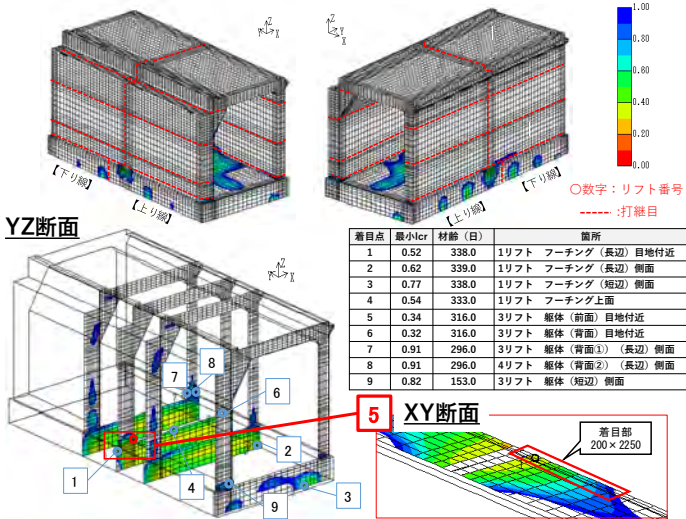 Z
Y
X
Z
Y
X
1.00
0.80
0.60
0.40
0.20
0.00
【下り線】
【上り線】
【上り線】
【下り線】
〇数字：リフト番号
------：打継目
YZ断面
Z
Y
X
着目点 最小Icr 材齢（日） 箇所
1 0.52 338.0 1リフト　フーチング（長辺）目地付近
2 0.62 339.0 1リフト　フーチング（長辺）側面
3 0.77 338.0 1リフト　フーチング（短辺）側面
4 0.54 333.0 1リフト　フーチング上面
5 0.34 316.0 3リフト　躯体（前面）目地付近
6 0.32 316.0 3リフト　躯体（背面）目地付近
7 0.91 296.0 3リフト　躯体（背面①）（長辺）側面
8 0.91 296.0 4リフト　躯体（背面②）（長辺）側面
9 0.82 153.0 3リフト　躯体（短辺）側面
7
8
6
5
XY断面
着目部
200×2250
1
4
2
9
3